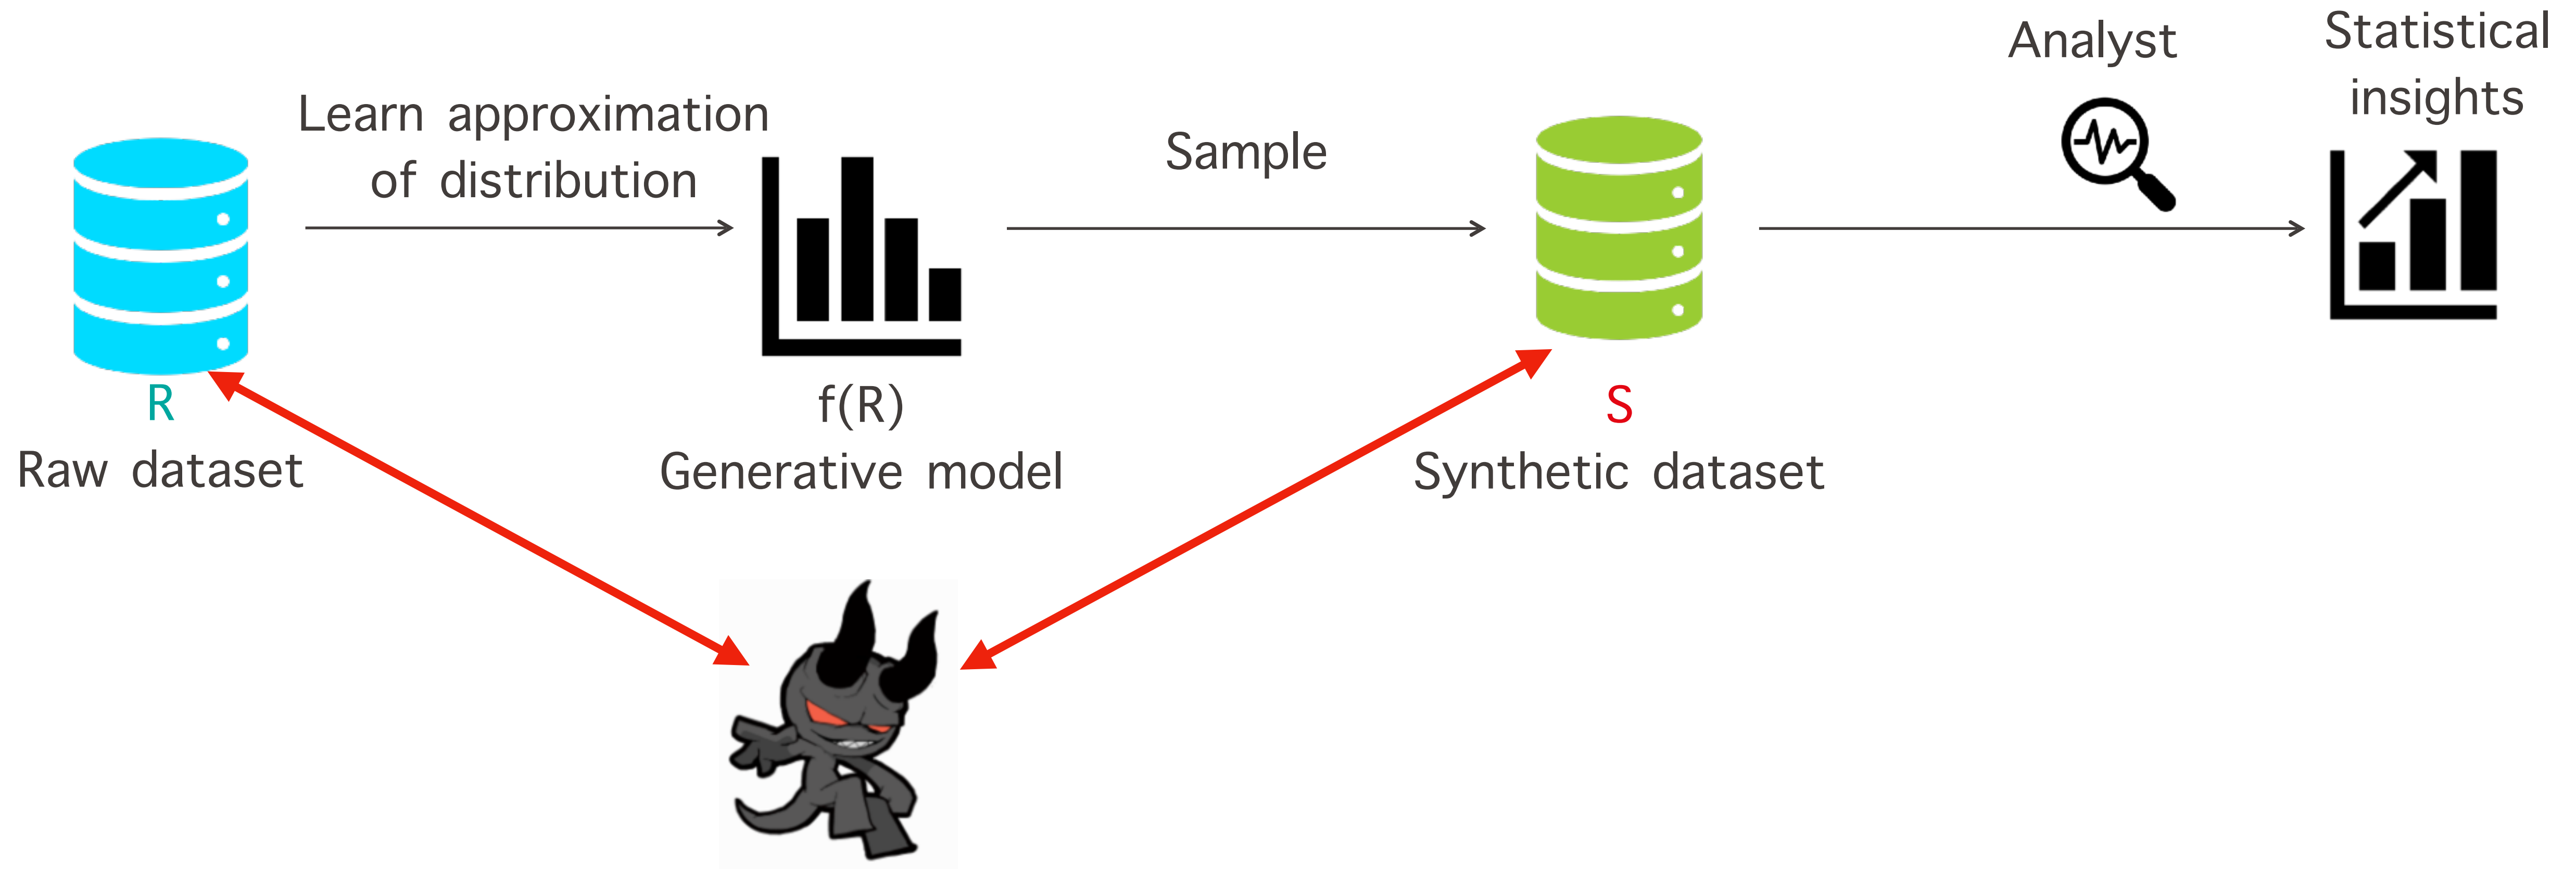 Learn approximation
of distribution
Sample
Analyst
Statistical
insights
R
Raw dataset
f(R)
Generative model
S
Synthetic dataset